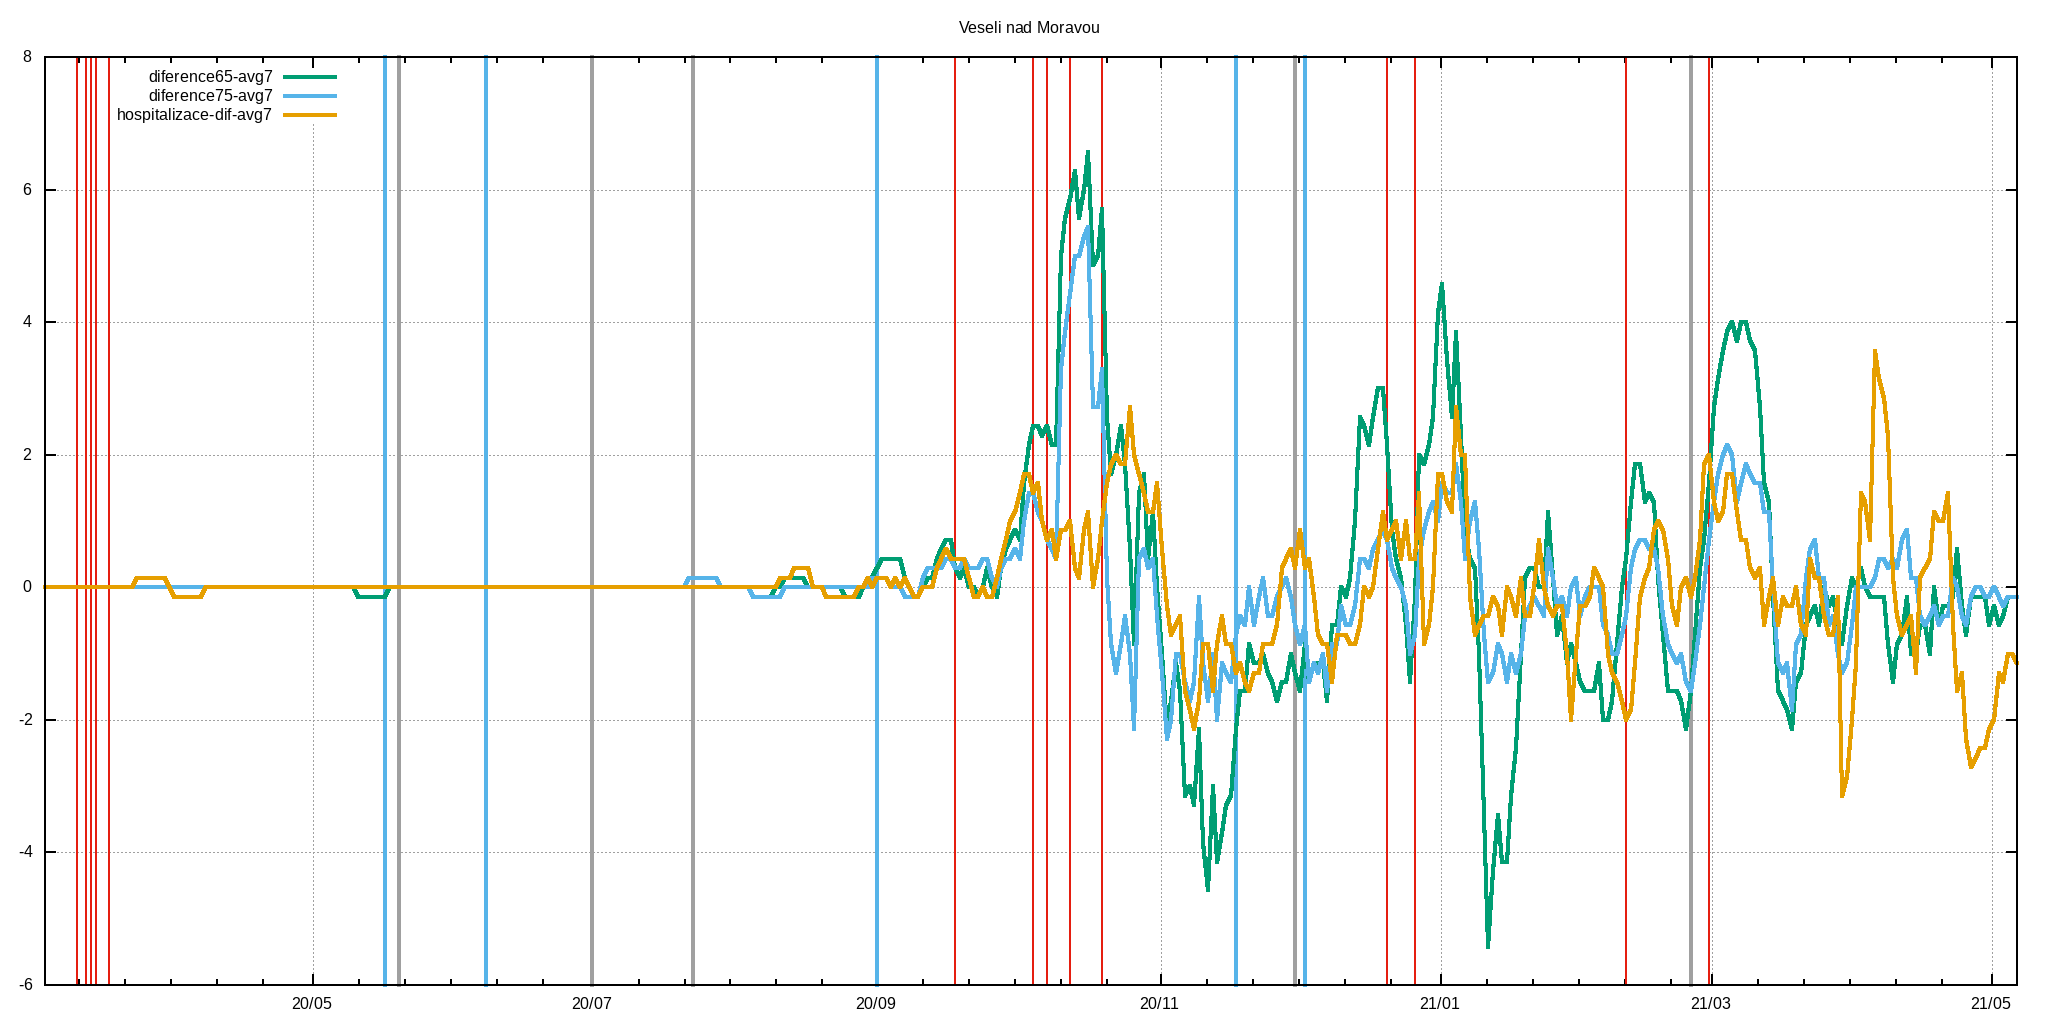 Veseli nad Moravou
diference65-avg7
diference75-avg7
hospitalizace-dif-avg7
8
6
4
2
0
-2
-4
-6
20/05 20/07 20/09 20/11 21/01 21/03 21/05